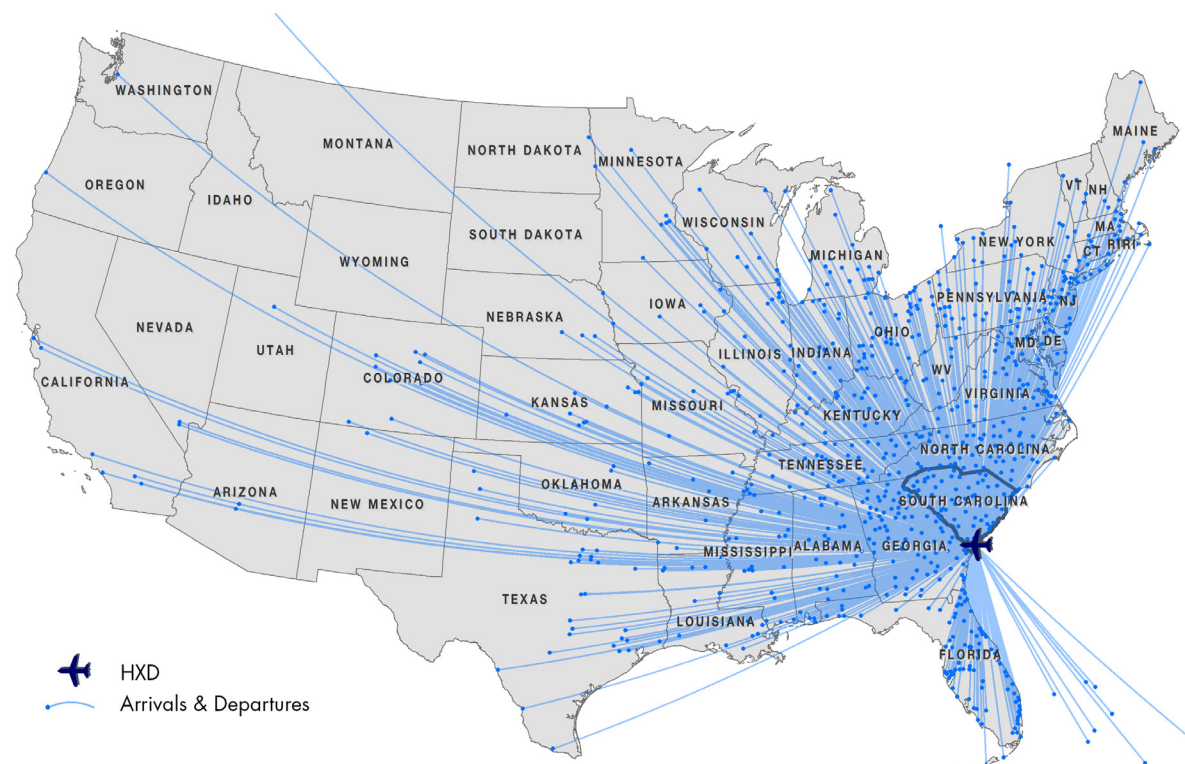 WASHINGTON
MAINE
MONTANA
NORTH DAKOTA
MINNESOTA
OREGON
VT
NH
IDAHO
WISCONSIN
MA
SOUTH DAKOTA
NEW YORK
RIRI
CT
MICHIGAN
WYOMING
PENNSYLVANIA
NJ
IOWA
NEBRASKA
NEVADA
OHIO
MD
DE
UTAH
ILLINOIS
INDIANA
WV
CALIFORNIA
COLORADO
VIRGINIA
KANSAS
MISSOURI
KENTUCKY
NORTH CAROLINA
TENNESSEE
ARIZONA
OKLAHOMA
NEW MEXICO
ARKANSAS
SOUTH CAROLINA
MISSISSIPPI
ALABAMA
GEORGIA
TEXAS
LOUISIANA
FLORIDA
HXD
Arrivals & Departures